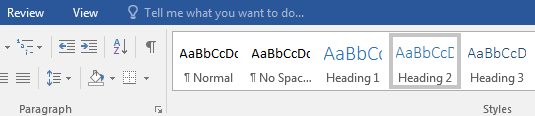 Review View Tell me what you want to do...
AaBbCcDc AaBbCcDc AaBbCc AaBbCcD AaBbCcD
¶ Normal ¶ No Spac... Heading 1 Heading 2 Heading 3
Paragraph Styles